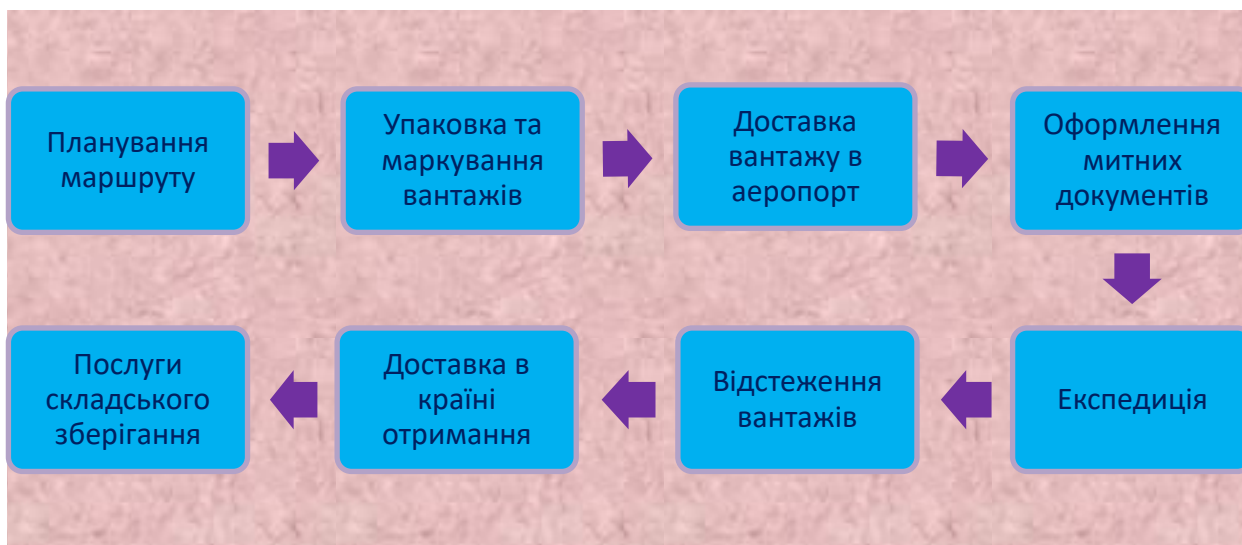 Планування
маршруту
Упаковка та
маркування
вантажів
Доставка
вантажу в
аеропорт
Оформлення
митних
документів
Експедиція
Відстеження
вантажів
Доставка в
країні
отримання
Послуги
складського
зберігання